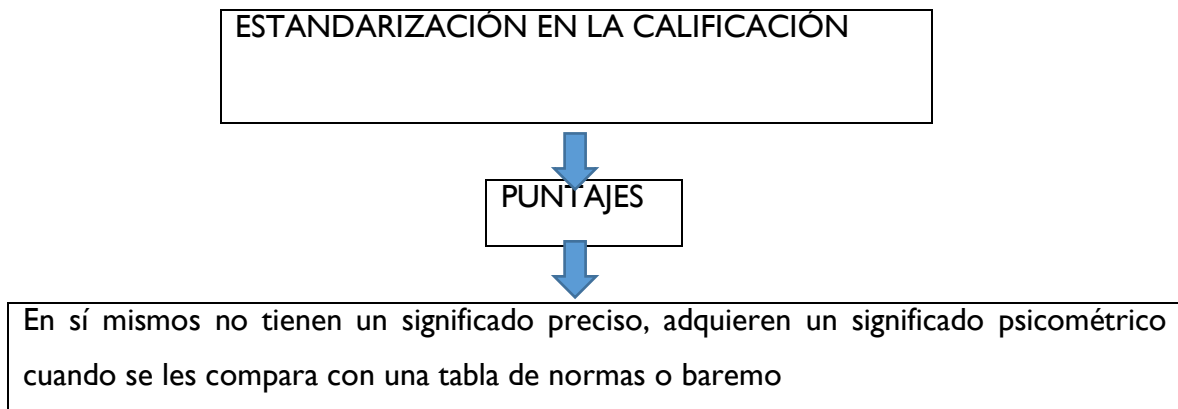 ESTANDARIZACIÓN EN LA CALIFICACIÓN
PUNTAJES
En sí mismos no tienen un significado preciso, adquieren un significado psicométrico
cuando se les compara con una tabla de normas o baremo